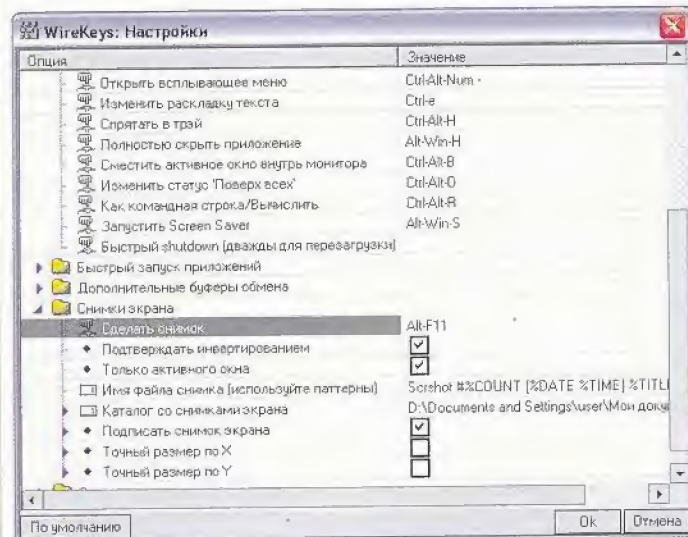 WireKeys: Настройки
Опция Значение
Открыть всплывающее меню Ctrl-Alt-Num -
Изменить раскладку текста Ctrl-e
Спрятать в трэй Ctrl-Alt-H
Полностью скрыть приложение Alt-Win-H
Сместить активное окно внутрь монитора Ctrl-Alt-B
Изменить статус 'Поверх всех' Ctrl-Alt-O
Как командная строка/Вычислить Ctrl-Alt-R
Запустить Screen Saver Alt-Win-S
Быстрый shutdown (дважды для перезагрузки)
Быстрый запуск приложений
Дополнительные буферы обмена
Снимки экрана
Сделать снимок Alt-F11
Подтверждать инвертированием
Только активного окна
Имя файла снимка (используйте паттерны) Scrshot #%COUNT [%DATE %TIME] %TITL
Каталог со снимками экрана D:\Documents and Settings\user\Мои доку
Подписать снимок экрана
Точный размер по X
Точный размер по Y
По умолчанию Ok Отмена